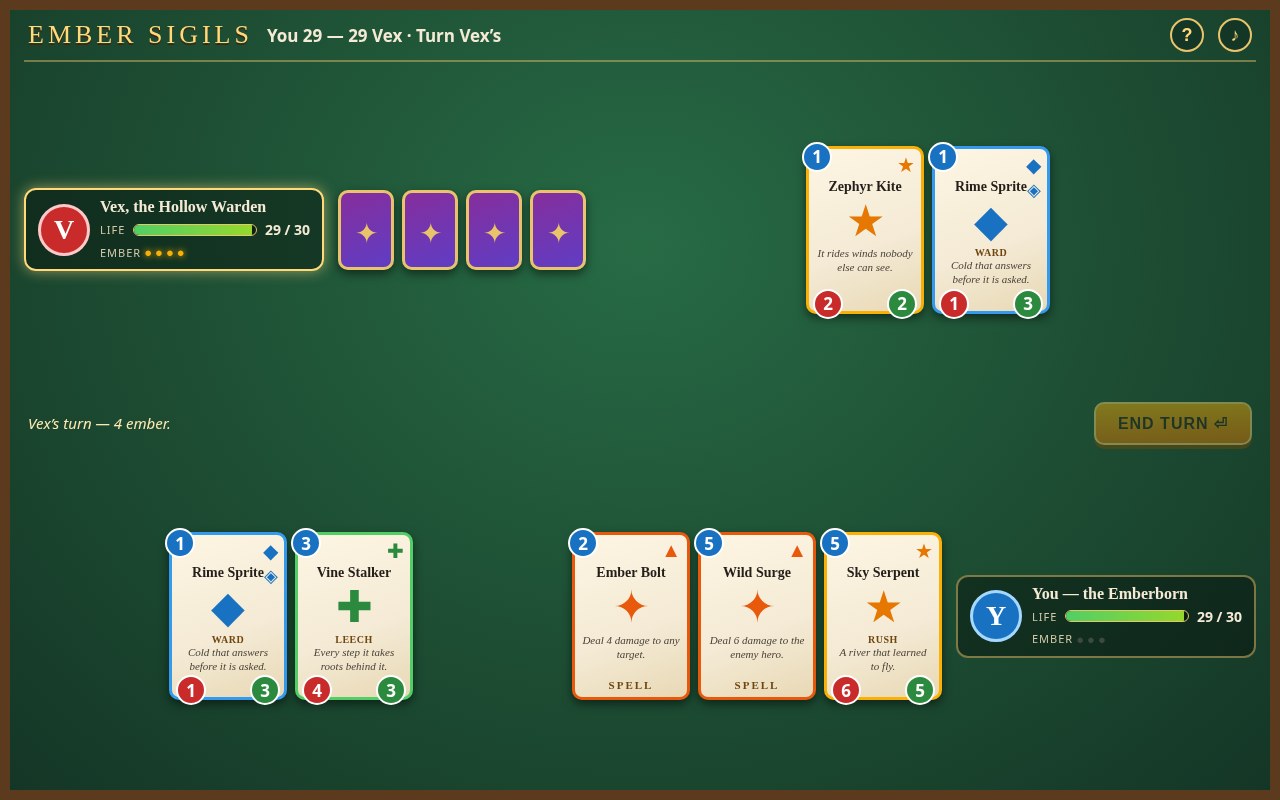 EMBER SIGILS You 29 — 29 Vex · Turn Vex's
? ♪
Vex, the Hollow Warden
V
LIFE 29 / 30
EMBER
1
Zephyr Kite
It rides winds nobody
else can see.
2 2
1
Rime Sprite
WARD
Cold that answers
before it is asked.
1 3
Vex's turn — 4 ember.
END TURN ⏎
1
Rime Sprite
WARD
Cold that answers
before it is asked.
1 3
3
Vine Stalker
LEECH
Every step it takes
roots behind it.
4 3
2
Ember Bolt
Deal 4 damage to any
target.
SPELL
5
Wild Surge
Deal 6 damage to the
enemy hero.
SPELL
5
Sky Serpent
RUSH
A river that learned
to fly.
6 5
You — the Emberborn
Y
LIFE 29 / 30
EMBER